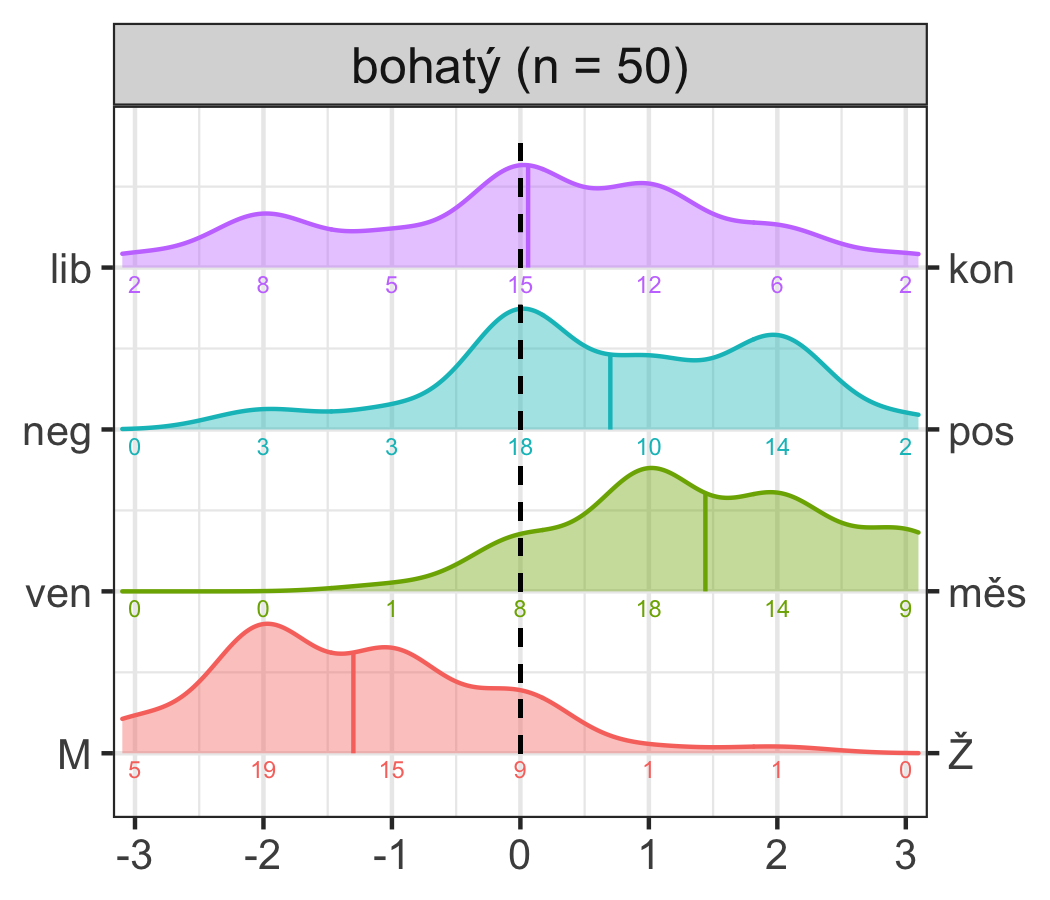 bohatý (n = 50)
lib kon
2 8 5 15 12 6 2
neg pos
0 3 3 18 10 14 2
ven měs
0 0 1 8 18 14 9
M Ž
5 19 15 9 1 1 0
-3 -2 -1 0 1 2 3